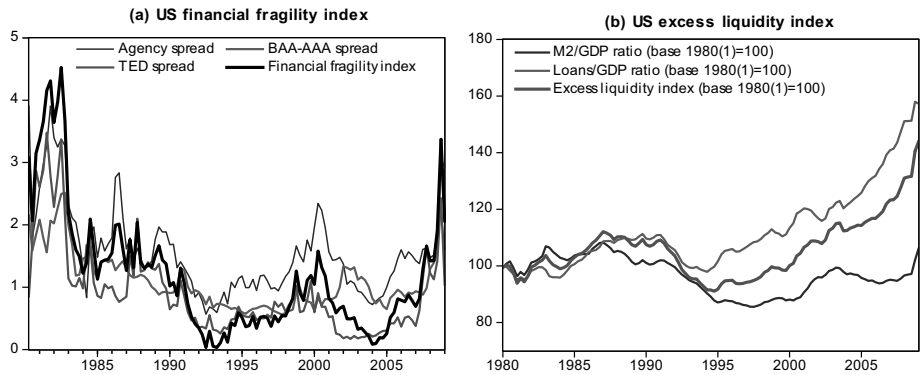 (a) US financial fragility index
Agency spread
BAA-AAA spread
TED spread
Financial fragility index
5
4
3
2
1
0
1985 1990 1995 2000 2005
(b) US excess liquidity index
M2/GDP ratio (base 1980(1)=100)
Loans/GDP ratio (base 1980(1)=100)
Excess liquidity index (base 1980(1)=100)
180
160
140
120
100
80
1980 1985 1990 1995 2000 2005